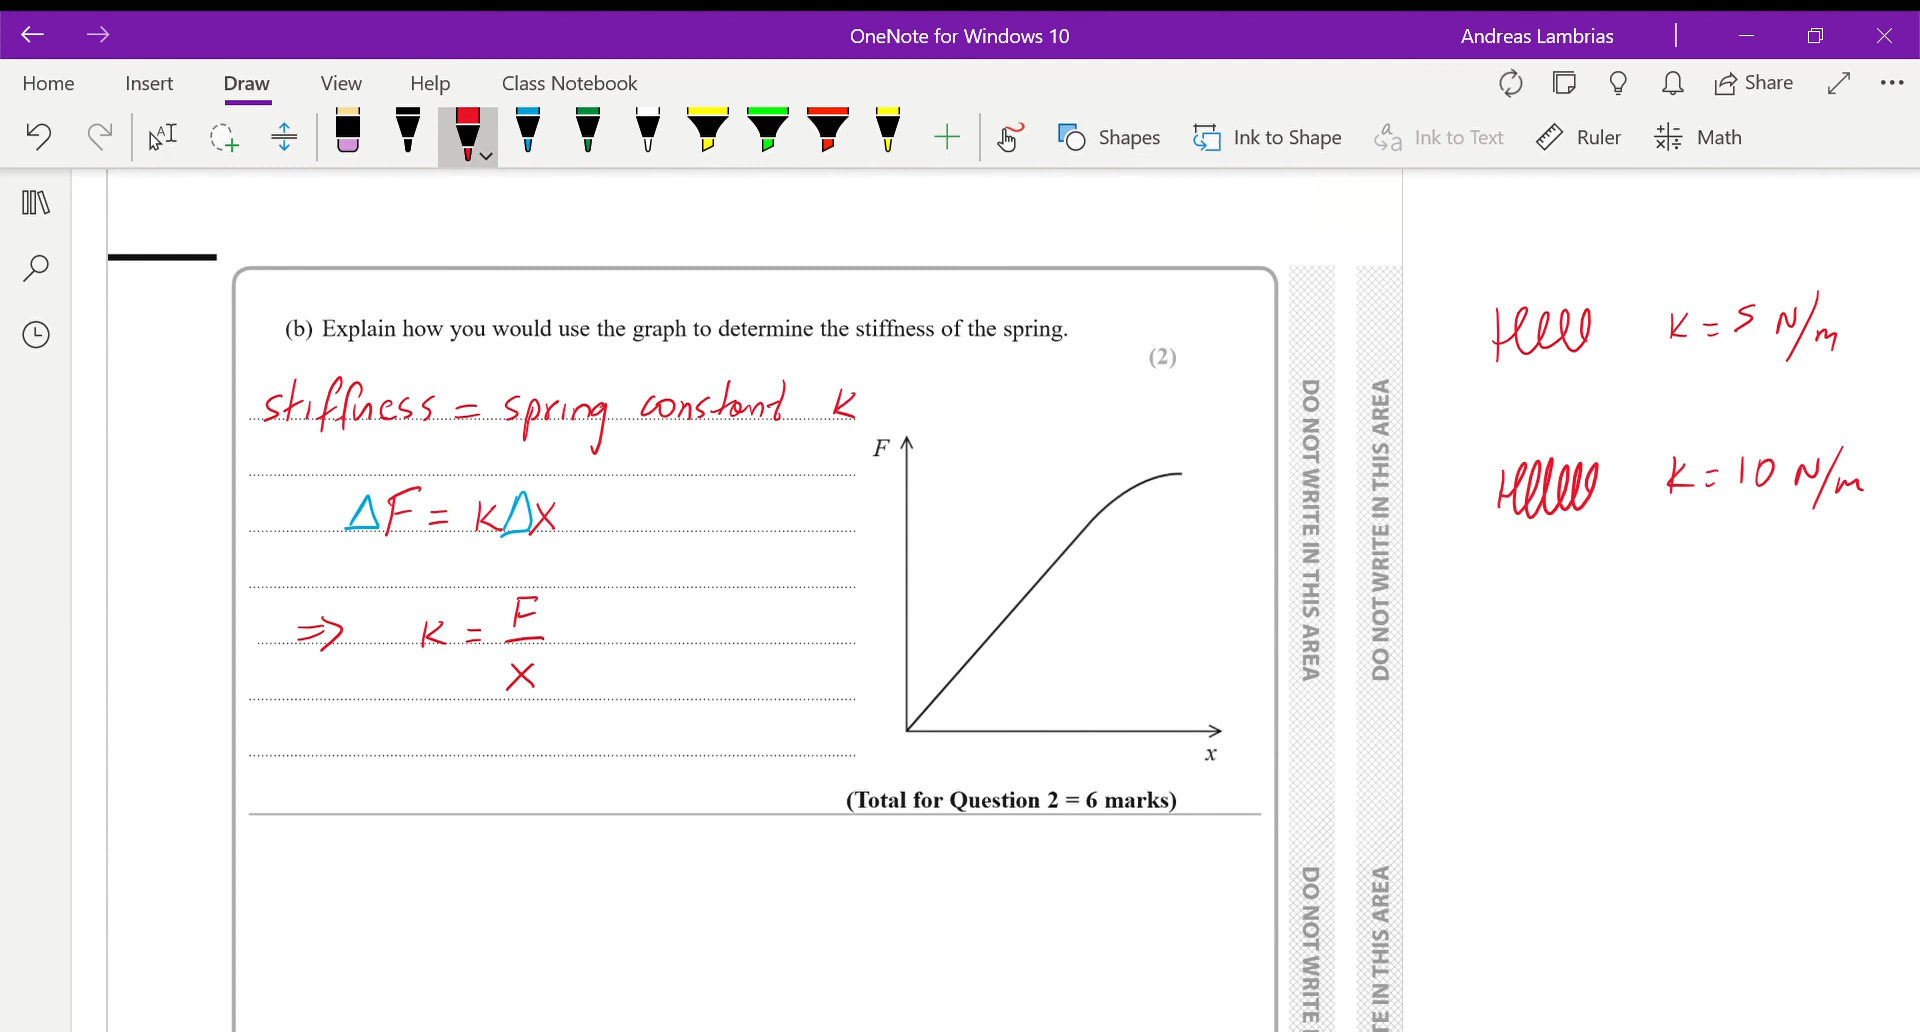 OneNote for Windows 10
Andreas Lambrias
Home Insert Draw View Help Class Notebook
Share
Shapes Ink to Shape Ink to Text Ruler Math
(b) Explain how you would use the graph to determine the stiffness of the spring.
(2)
stiffness = spring constant K
ΔF = KΔx
⇒ K = F/x
F
x
(Total for Question 2 = 6 marks)
DO NOT WRITE IN THIS AREA
DO NOT WRITE IN THIS AREA
DO NOT WRITE
TE IN THIS AREA
K = 5 N/m
K = 10 N/m